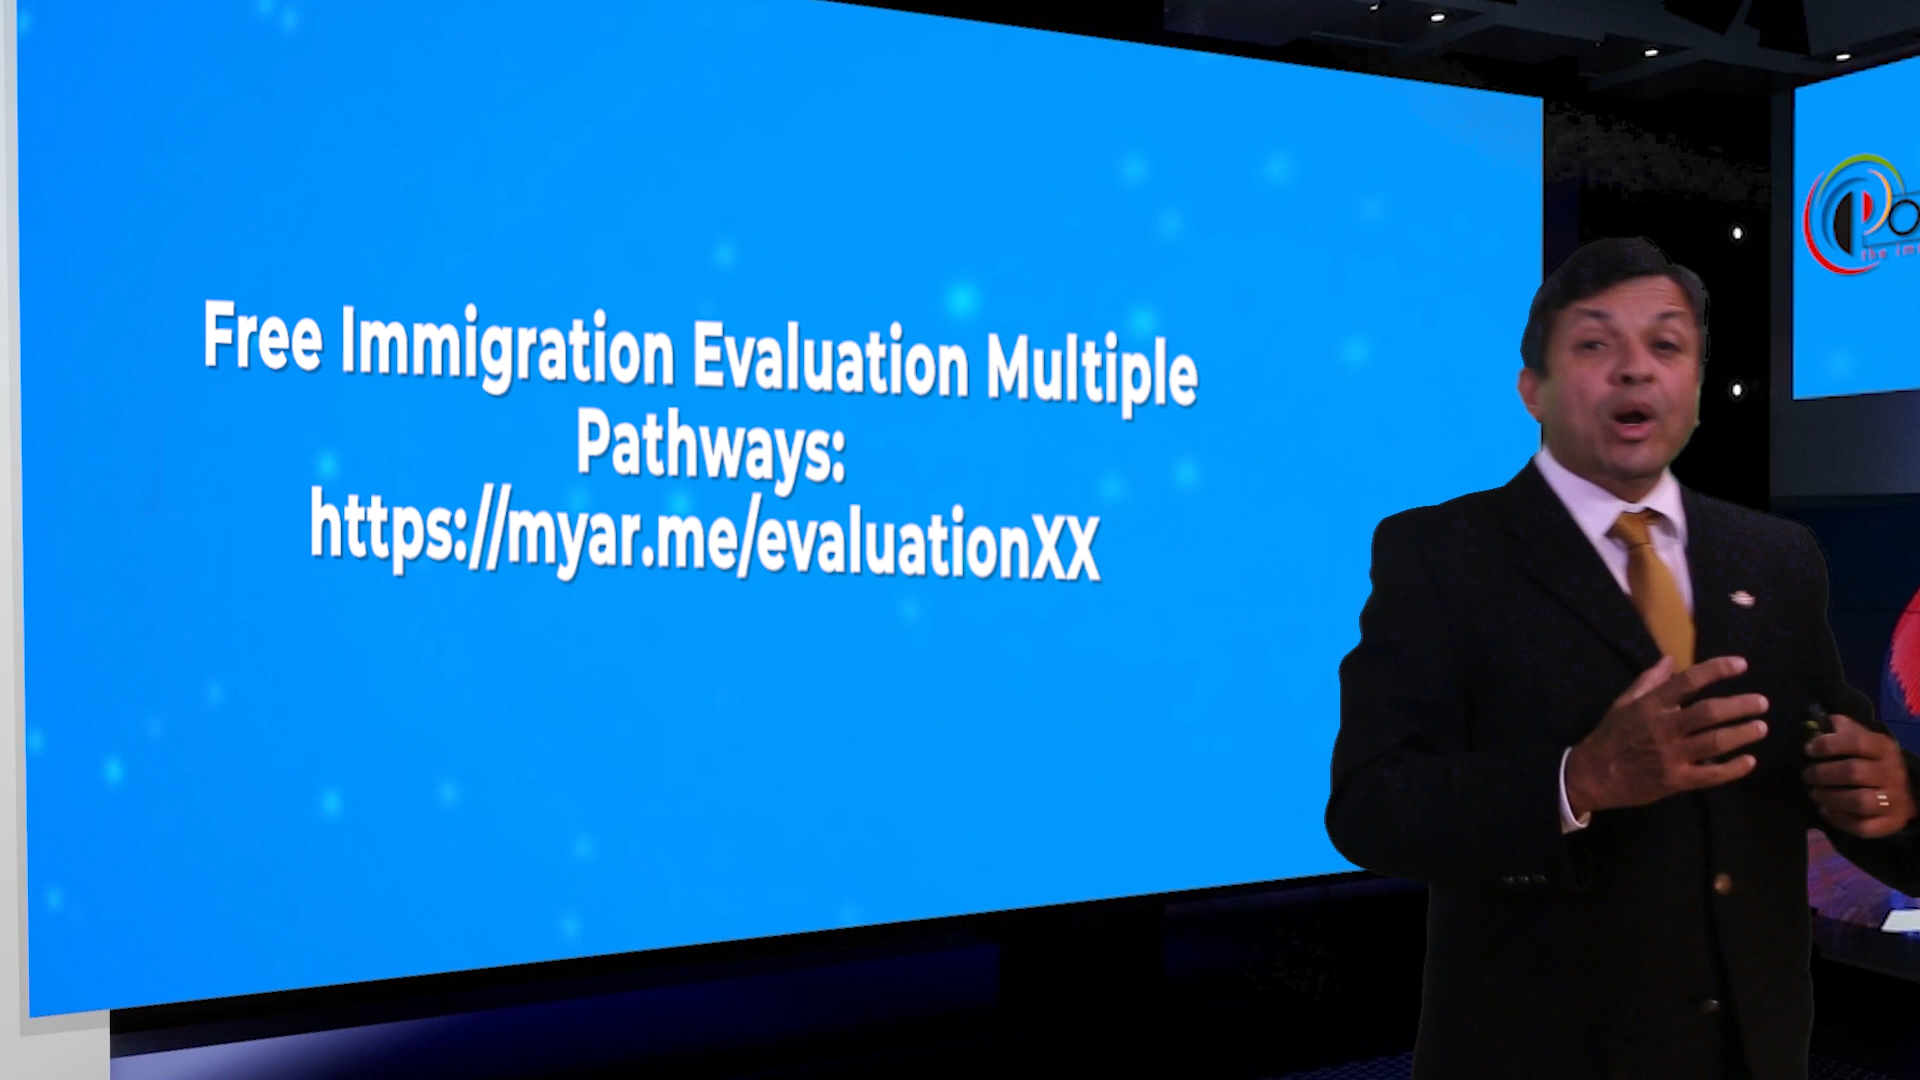 Free Immigration Evaluation Multiple
Pathways:
https://myar.me/evaluationXX